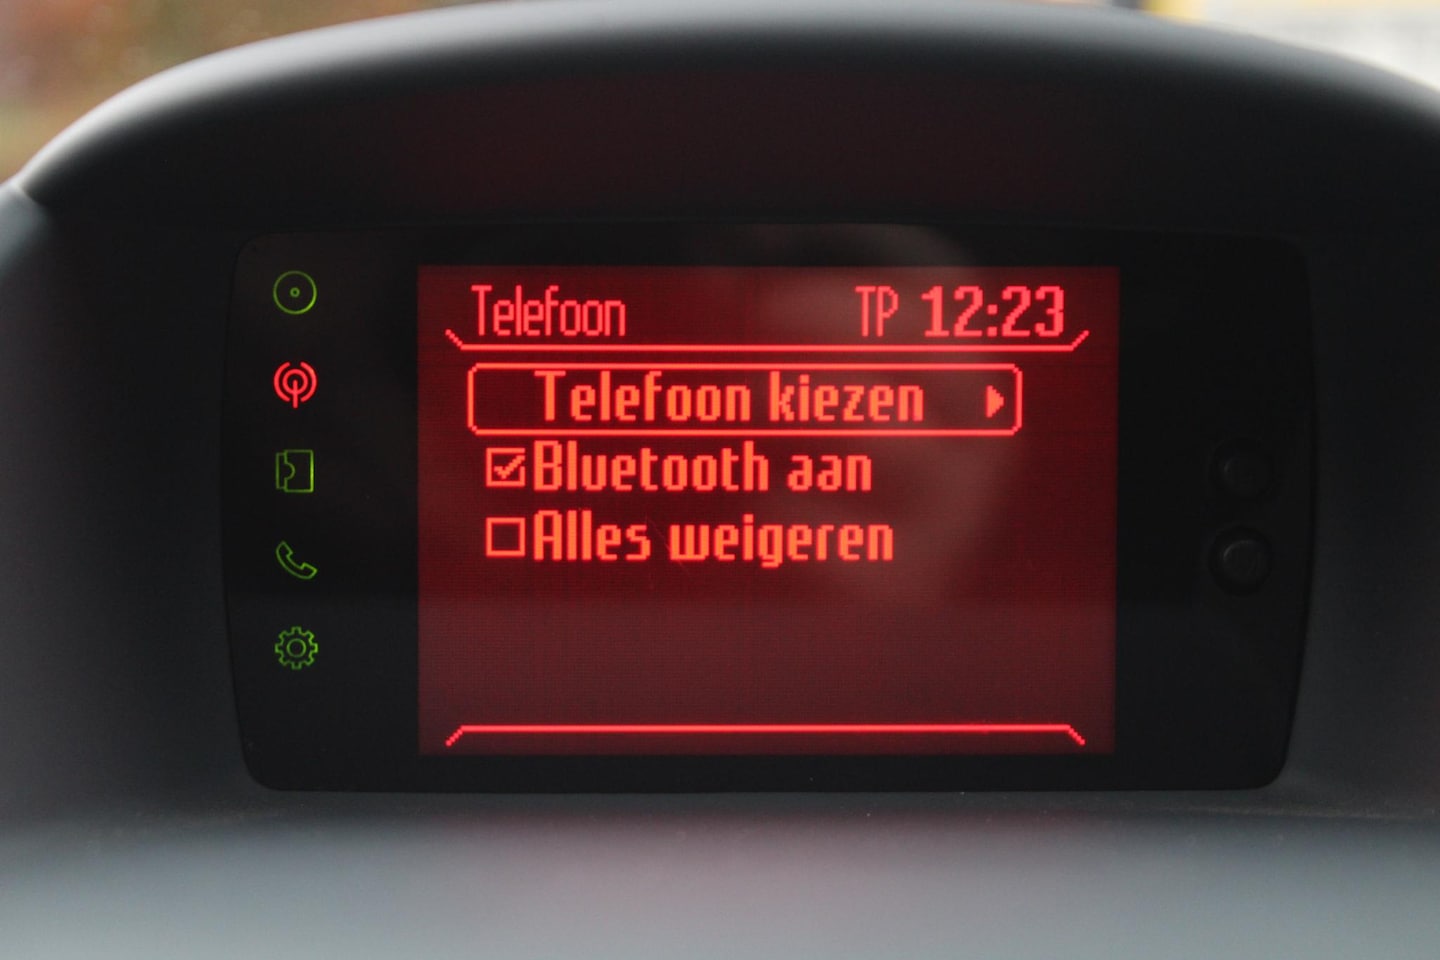 Telefoon TP 12:23
Telefoon kiezen
Bluetooth aan
Alles weigeren